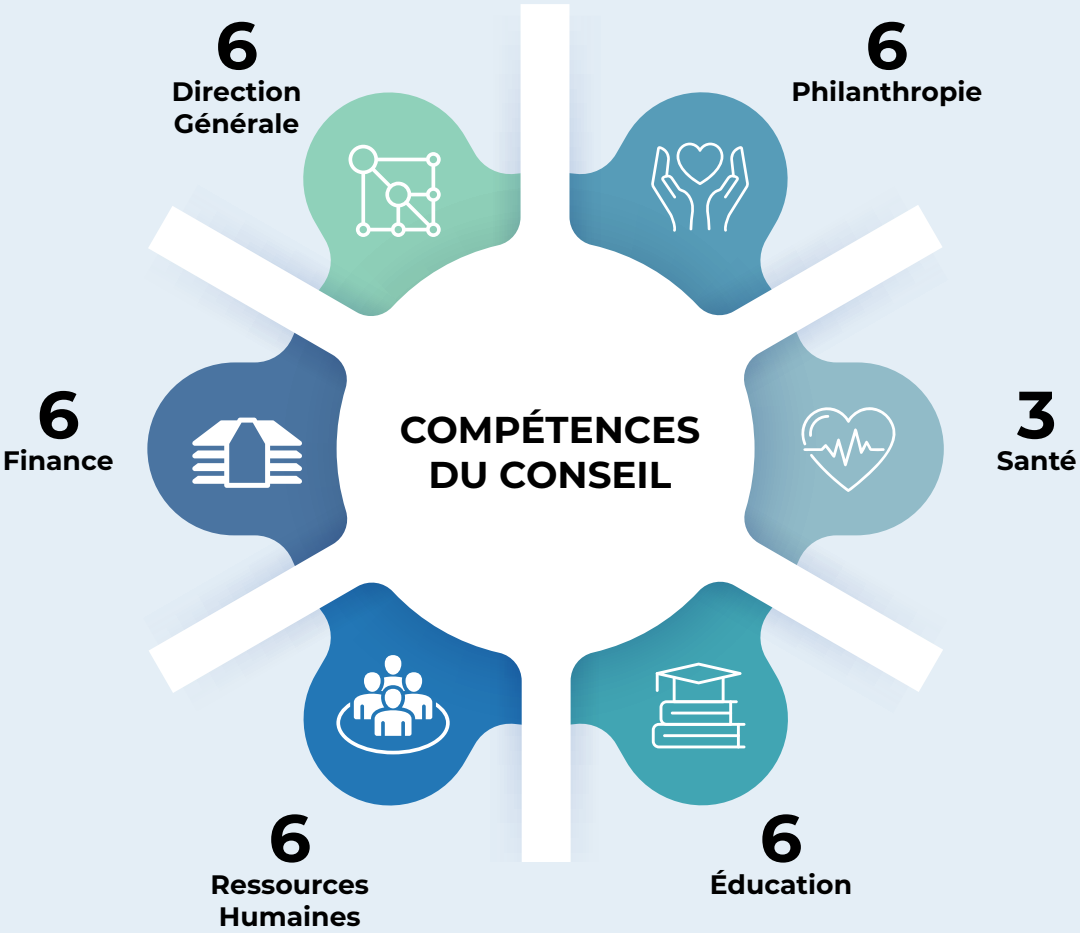 6
Direction
Générale
6
Philanthropie
6
Finance
COMPÉTENCES
DU CONSEIL
3
Santé
6
Ressources
Humaines
6
Éducation